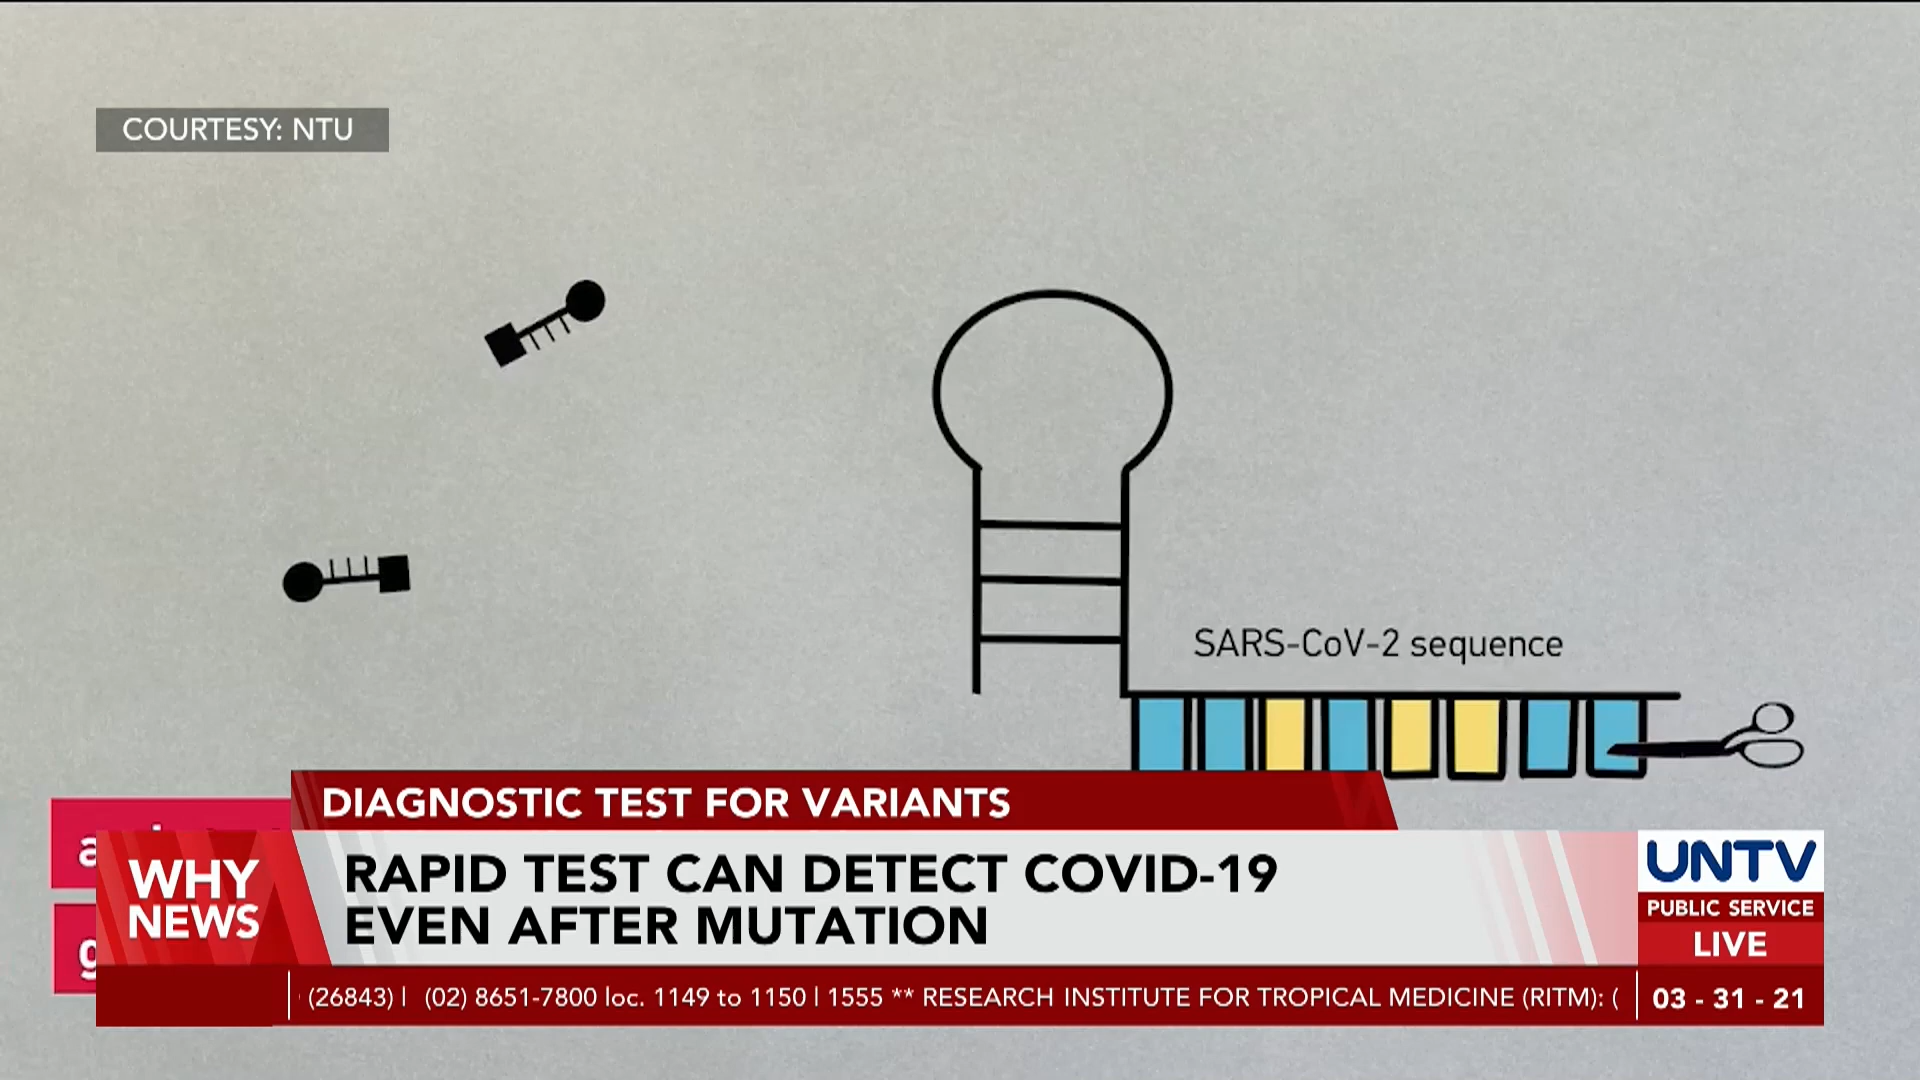 COURTESY: NTU
SARS-CoV-2 sequence
DIAGNOSTIC TEST FOR VARIANTS
WHY
NEWS
RAPID TEST CAN DETECT COVID-19
EVEN AFTER MUTATION
UNTV
PUBLIC SERVICE
LIVE
(26843) | (02) 8651-7800 loc. 1149 to 1150 | 1555 ** RESEARCH INSTITUTE FOR TROPICAL MEDICINE (RITM): (
03 - 31 - 21